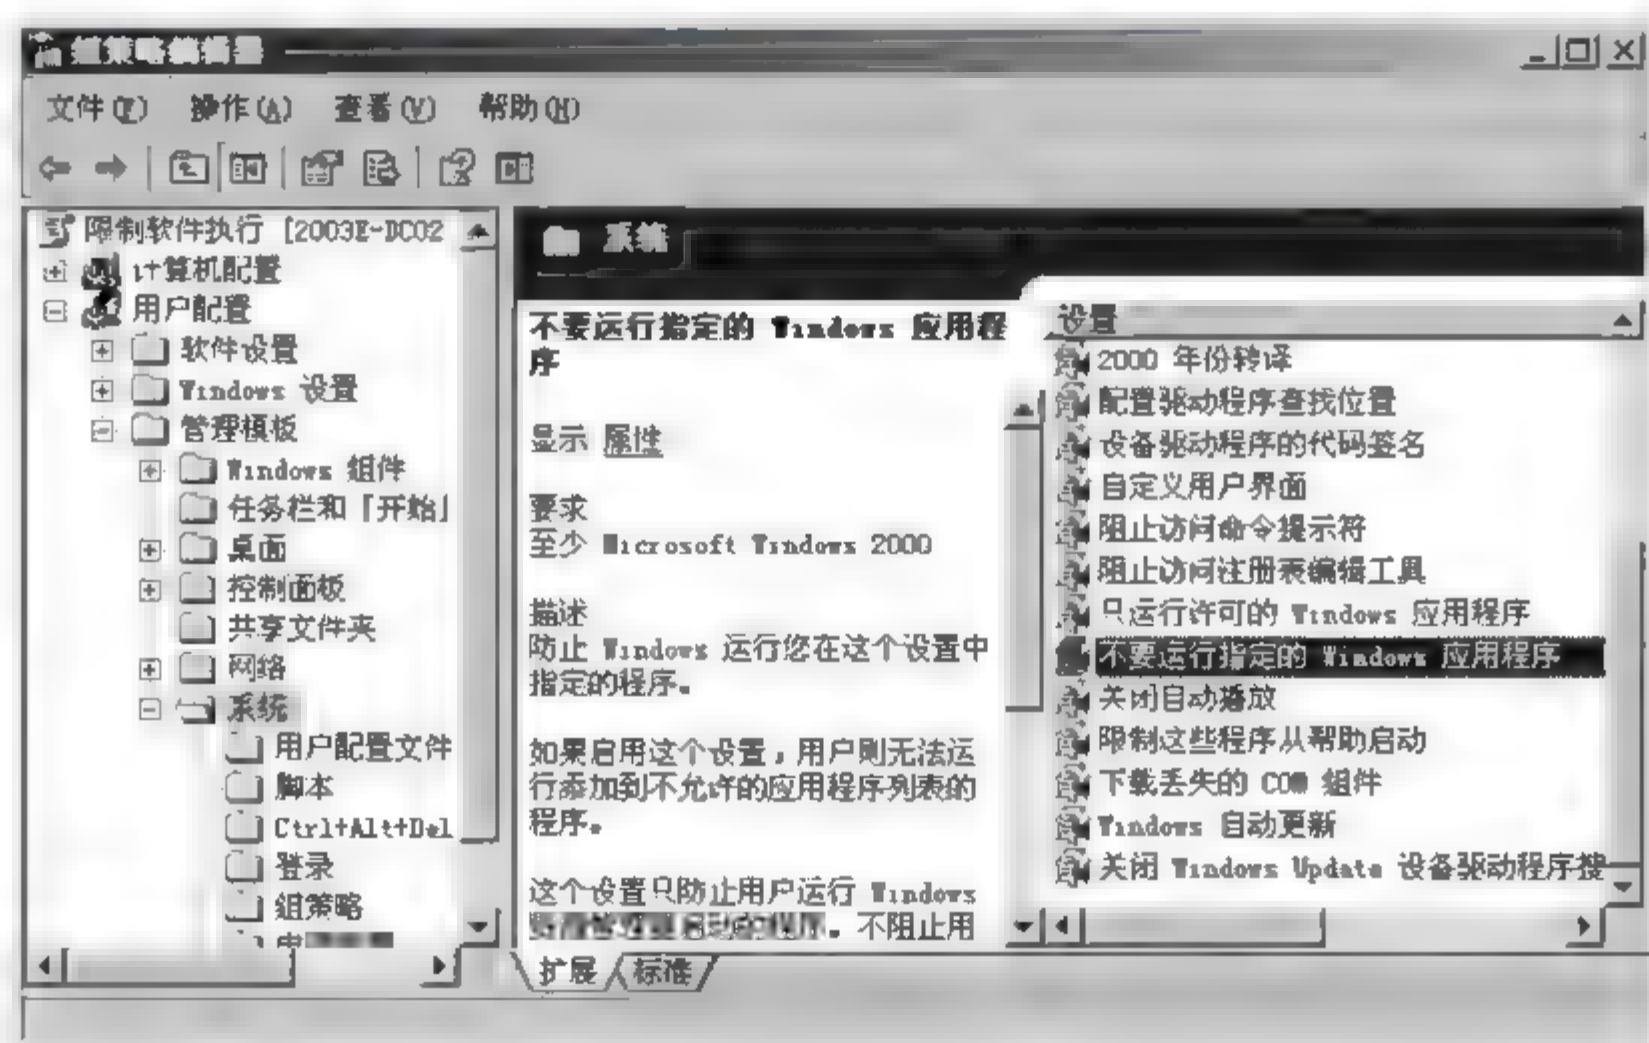 组策略编辑器
文件(F) 操作(A) 查看(V) 帮助(H)
限制软件执行 [2003E-DC02
计算机配置
用户配置
软件设置
Windows 设置
管理模板
Windows 组件
任务栏和「开始」
桌面
控制面板
共享文件夹
网络
系统
用户配置文件
脚本
Ctrl+Alt+Del
登录
组策略
系统
不要运行指定的 Windows 应用程
序
显示 属性
要求
至少 Microsoft Windows 2000
描述
防止 Windows 运行您在这个设置中
指定的程序。
如果启用这个设置，用户则无法运
行添加到不允许的应用程序列表的
程序。
这个设置只防止用户运行 Windows
启动的程序。不阻止用
设置
2000 年份转译
配置驱动程序查找位置
设备驱动程序的代码签名
自定义用户界面
阻止访问命令提示符
阻止访问注册表编辑工具
只运行许可的 Windows 应用程序
不要运行指定的 Windows 应用程序
关闭自动播放
限制这些程序从帮助启动
下载丢失的 COM 组件
Windows 自动更新
关闭 Windows Update 设备驱动程序搜
扩展 标准